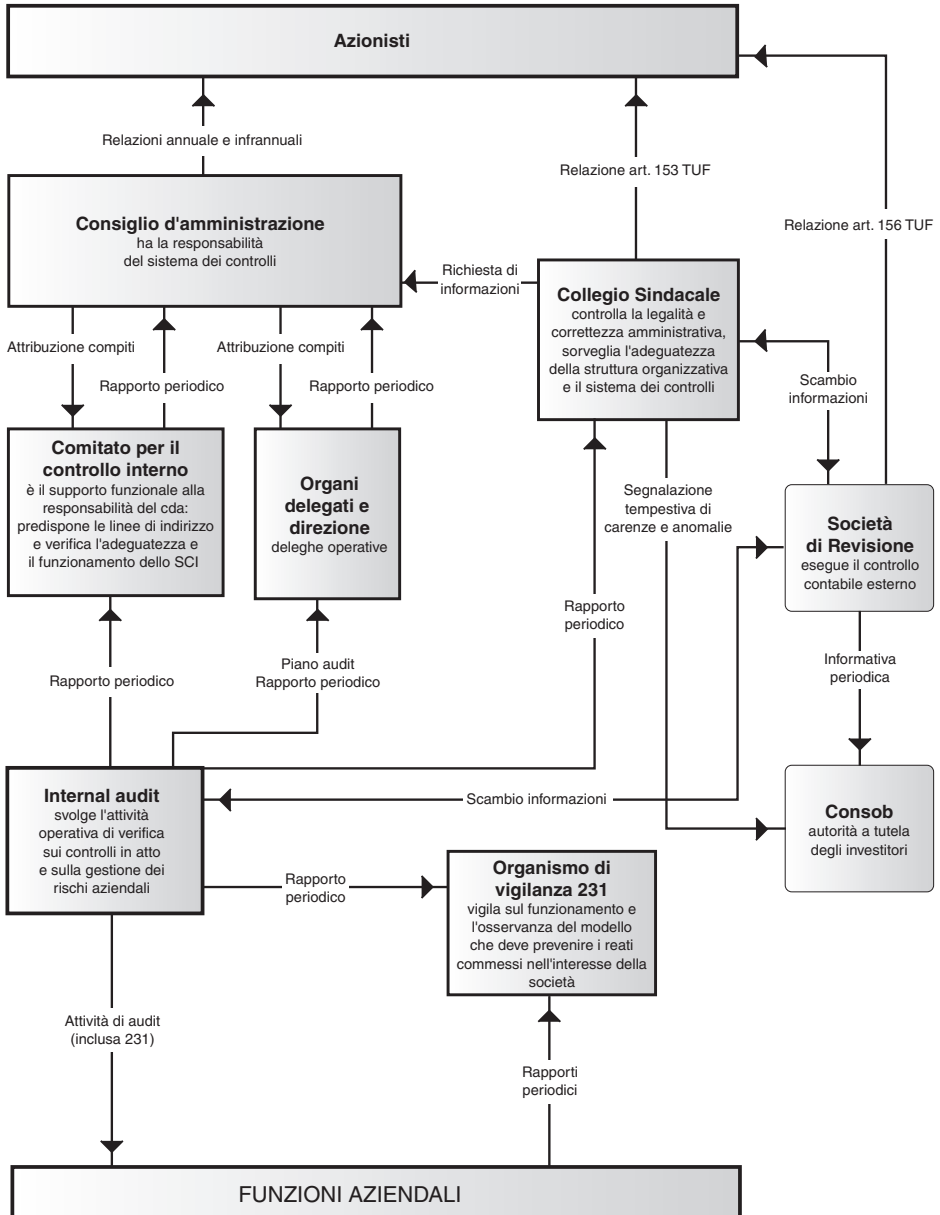 Azionisti
Relazioni annuale e infrannuali
Relazione art. 153 TUF
Relazione art. 156 TUF
Consiglio d'amministrazione
ha la responsabilità
del sistema dei controlli
Richiesta di
informazioni
Collegio Sindacale
controlla la legalità e
correttezza amministrativa,
sorveglia l'adeguatezza
della struttura organizzativa
e il sistema dei controlli
Attribuzione compiti
Rapporto periodico
Attribuzione compiti
Rapporto periodico
Scambio
informazioni
Comitato per il
controllo interno
è il supporto funzionale alla
responsabilità del cda:
predispone le linee di indirizzo
e verifica l'adeguatezza e
il funzionamento dello SCI
Organi
delegati e
direzione
deleghe operative
Segnalazione
tempestiva di
carenze e anomalie
Società
di Revisione
esegue il controllo
contabile esterno
Rapporto
periodico
Rapporto periodico
Piano audit
Rapporto periodico
Informativa
periodica
Internal audit
svolge l'attività
operativa di verifica
sui controlli in atto
e sulla gestione dei
rischi aziendali
Scambio informazioni
Consob
autorità a tutela
degli investitori
Rapporto
periodico
Organismo di
vigilanza 231
vigila sul funzionamento e
l'osservanza del modello
che deve prevenire i reati
commessi nell'interesse della
società
Attività di audit
(inclusa 231)
Rapporti
periodici
FUNZIONI AZIENDALI